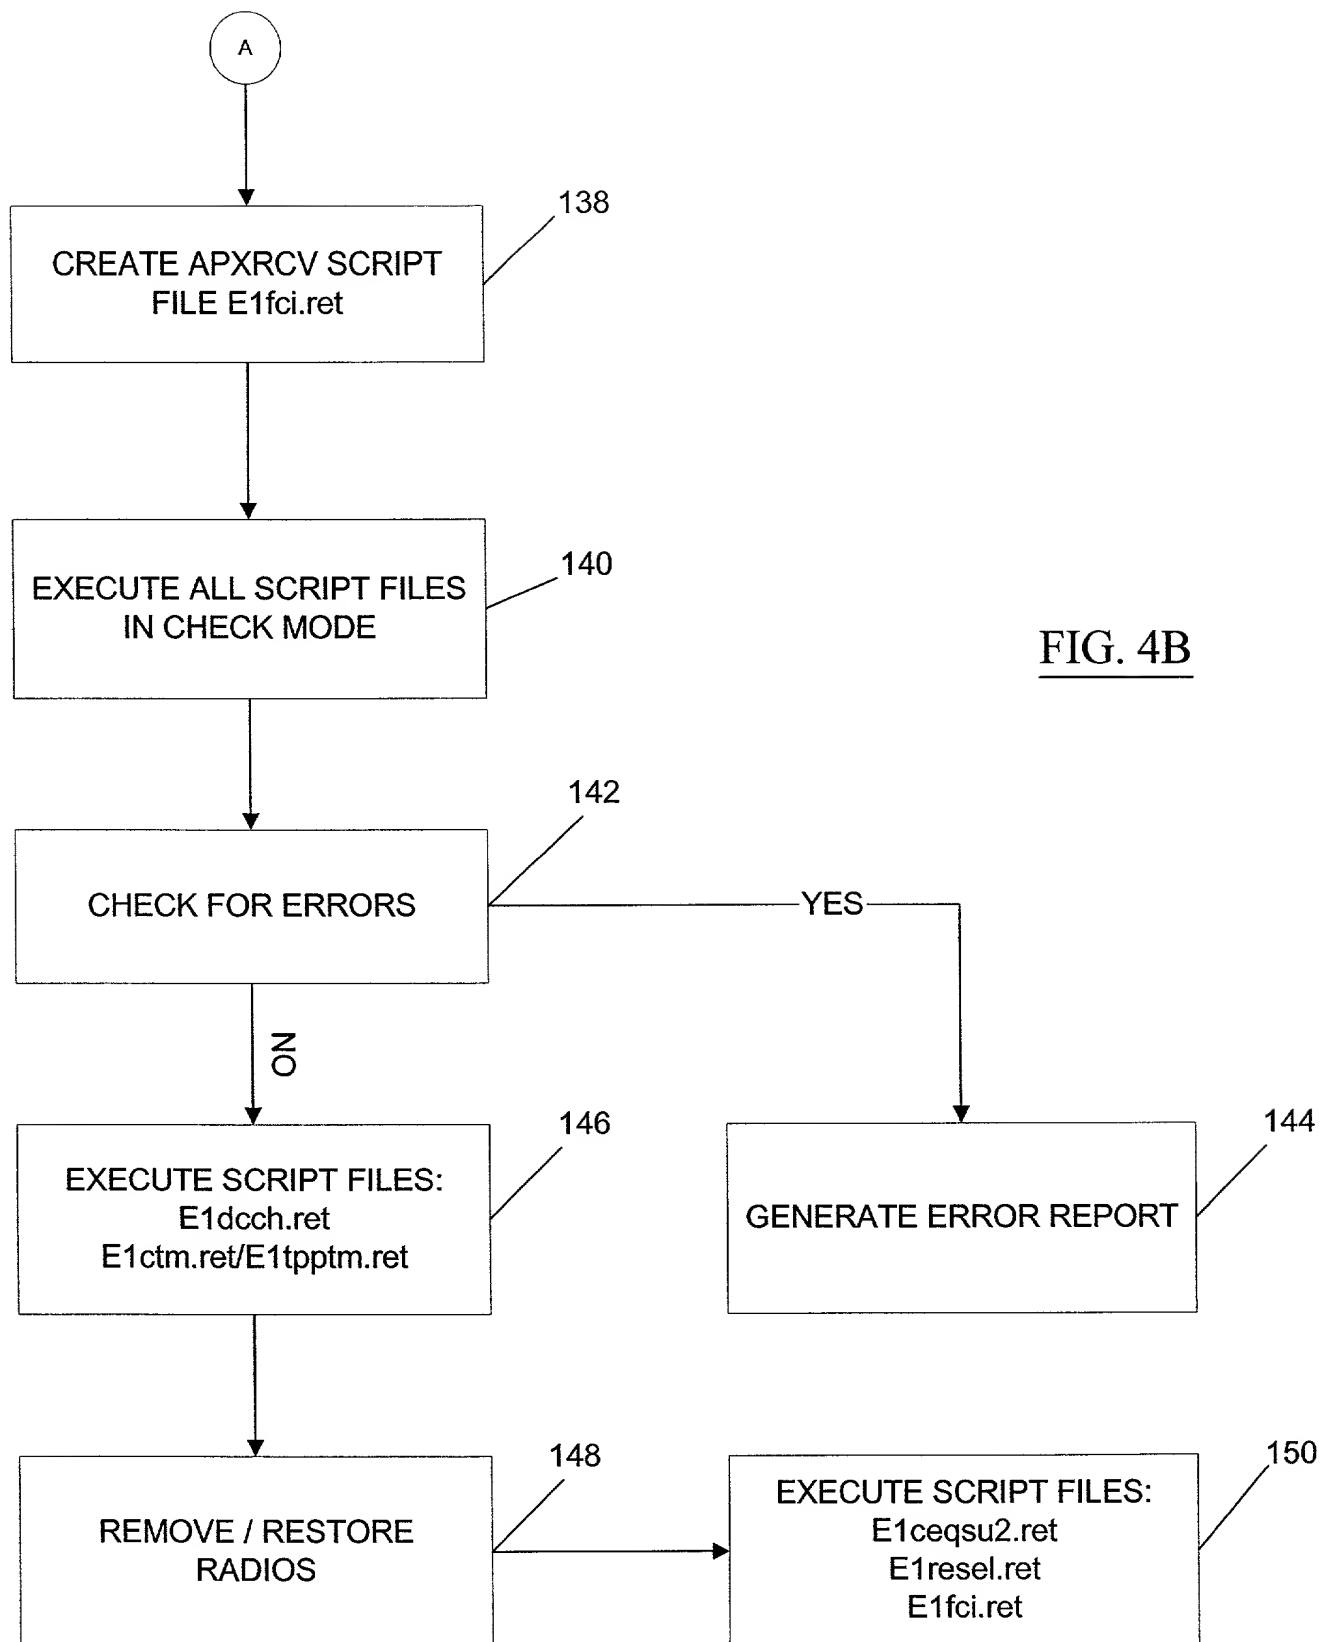 A
138
CREATE APXRCV SCRIPT
FILE E1fci.ret
140
EXECUTE ALL SCRIPT FILES
IN CHECK MODE
FIG. 4B
142
CHECK FOR ERRORS
YES
NO
146
EXECUTE SCRIPT FILES:
E1dcch.ret
E1ctm.ret/E1tpptm.ret
144
GENERATE ERROR REPORT
148
REMOVE / RESTORE
RADIOS
150
EXECUTE SCRIPT FILES:
E1ceqsu2.ret
E1resel.ret
E1fci.ret